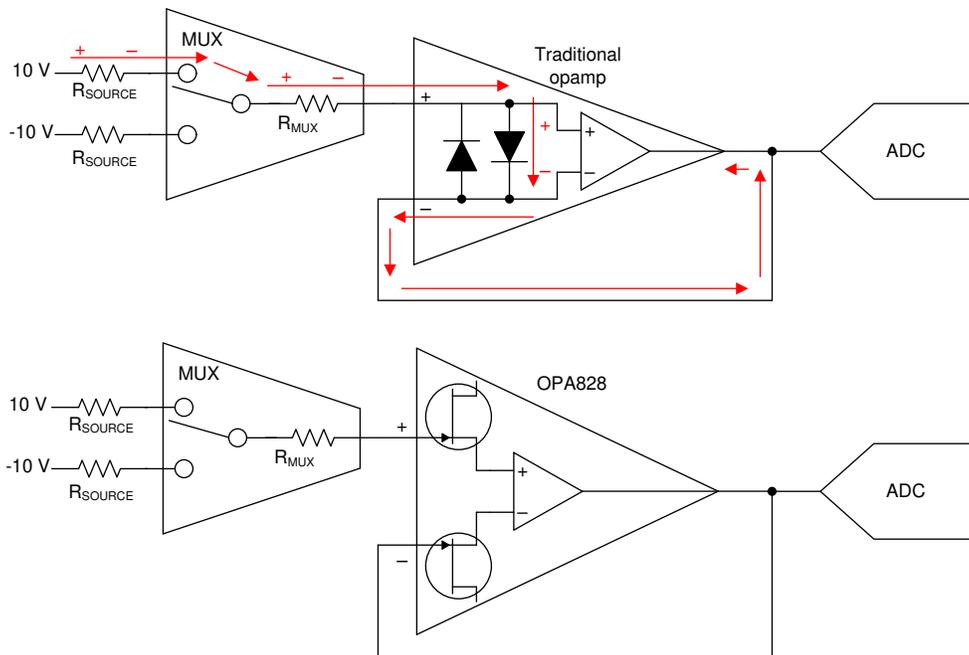 MUX
+ −
10 V
RSOURCE
+ −
RMUX
-10 V
RSOURCE
Traditional
opamp
+
+
−
+
−
−
ADC
MUX
10 V
RSOURCE
RMUX
-10 V
RSOURCE
OPA828
+
+
−
−
ADC